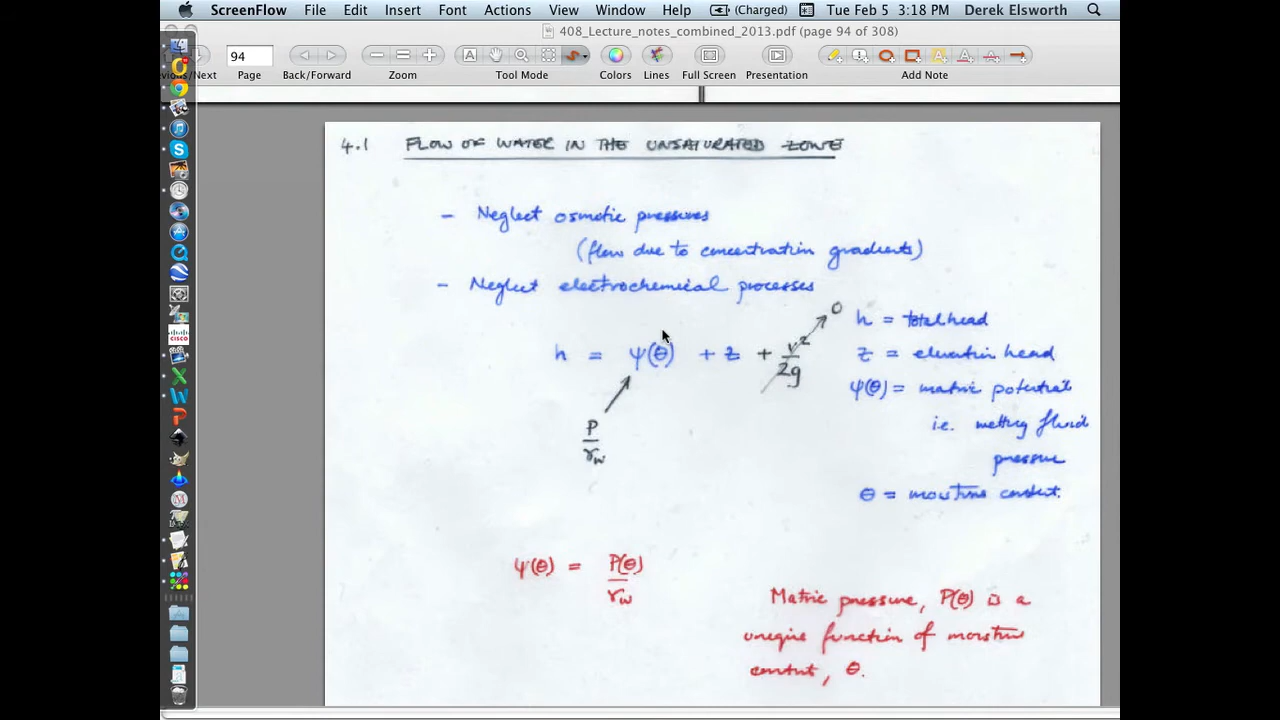 ScreenFlow File Edit Insert Font Actions View Window Help (Charged) Tue Feb 5 3:18 PM Derek Elsworth
408_Lecture_notes_combined_2013.pdf (page 94 of 308)
94
vious/Next Page Back/Forward Zoom Tool Mode Colors Lines Full Screen Presentation Add Note
4.1 FLOW OF WATER IN THE UNSATURATED ZONE
- Neglect osmotic pressures
(flow due to concentration gradients)
- Neglect electrochemical processes
h = ψ(θ) + z + v²/2g 0
h = total head
z = elevation head
ψ(θ) = matric potential
i.e. wetting fluid
pressure
θ = moisture content.
P/γw
ψ(θ) = P(θ)/γw
Matric pressure, P(θ) is a
unique function of moisture
content, θ.
CISCO